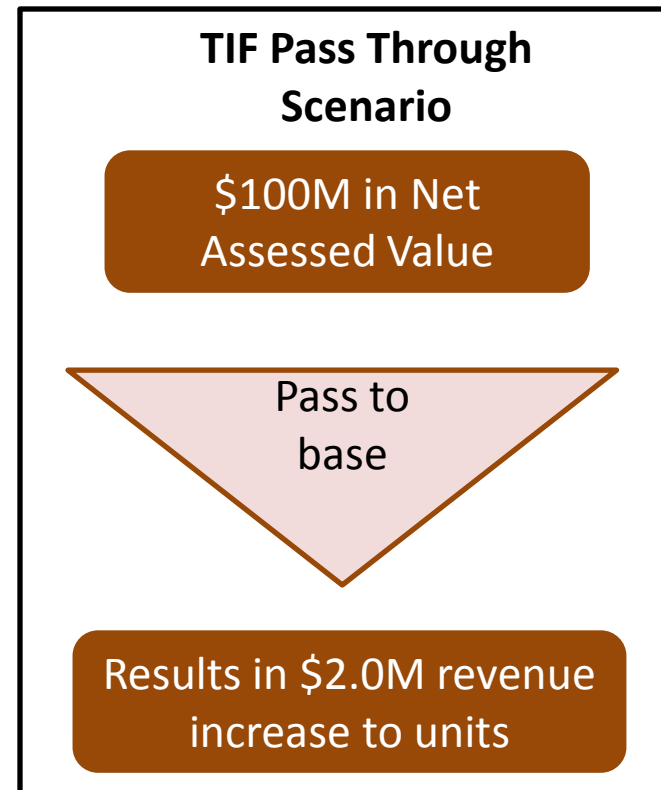 TIF Pass Through
Scenario
$100M in Net
Assessed Value
Pass to
base
Results in $2.0M revenue
increase to units